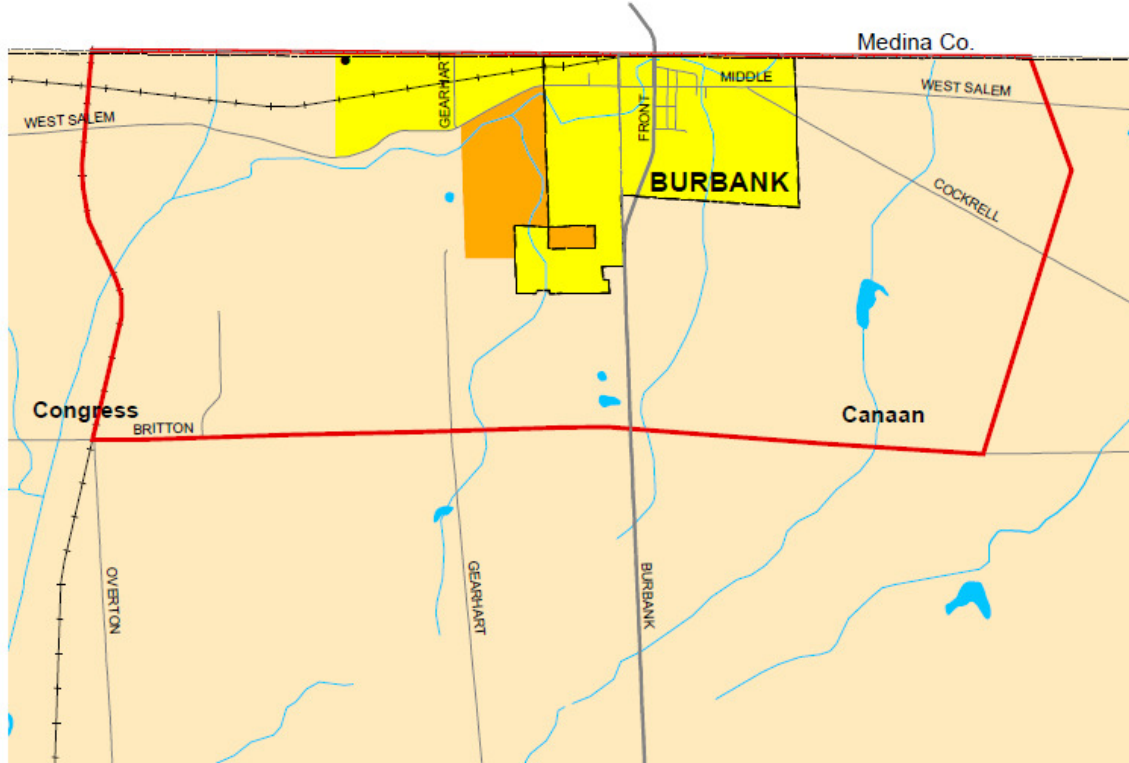 Medina Co.
GEARHART
MIDDLE
WEST SALEM
WEST SALEM
FRONT
BURBANK
COCKRELL
Congress
BRITTON
Canaan
OVERTON
GEARHART
BURBANK